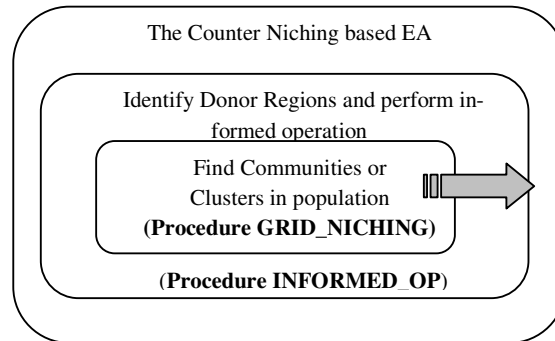 The Counter Niching based EA
Identify Donor Regions and perform in-
formed operation
Find Communities or
Clusters in population
(Procedure GRID_NICHING)
(Procedure INFORMED_OP)